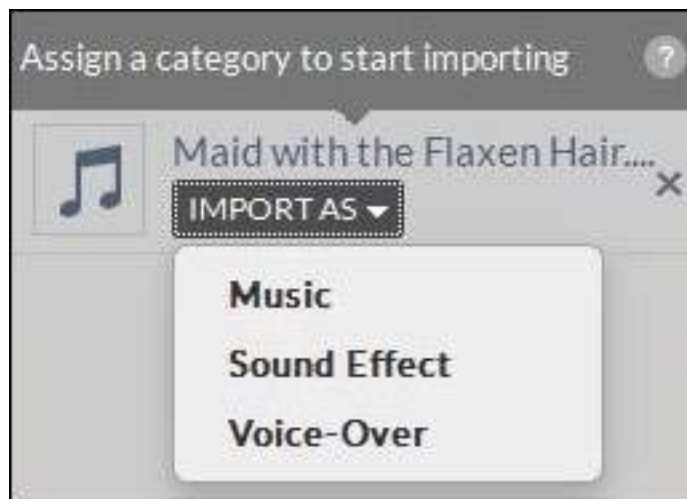 Assign a category to start importing ?
Maid with the Flaxen Hair....
IMPORT AS
Music
Sound Effect
Voice-Over